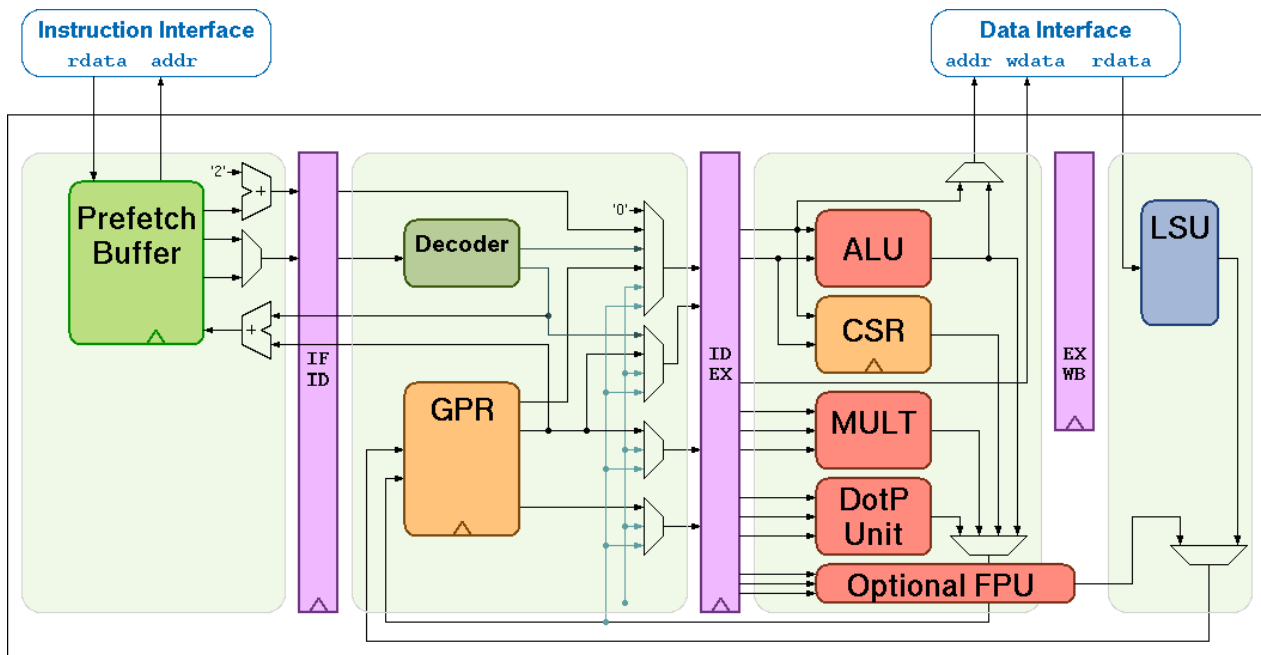 Instruction Interface
rdata addr
Data Interface
addr wdata rdata
'2'
+
Prefetch
Buffer
+
IF
ID
Decoder
GPR
'0'
ID
EX
ALU
CSR
MULT
DotP
Unit
Optional FPU
EX
WB
LSU